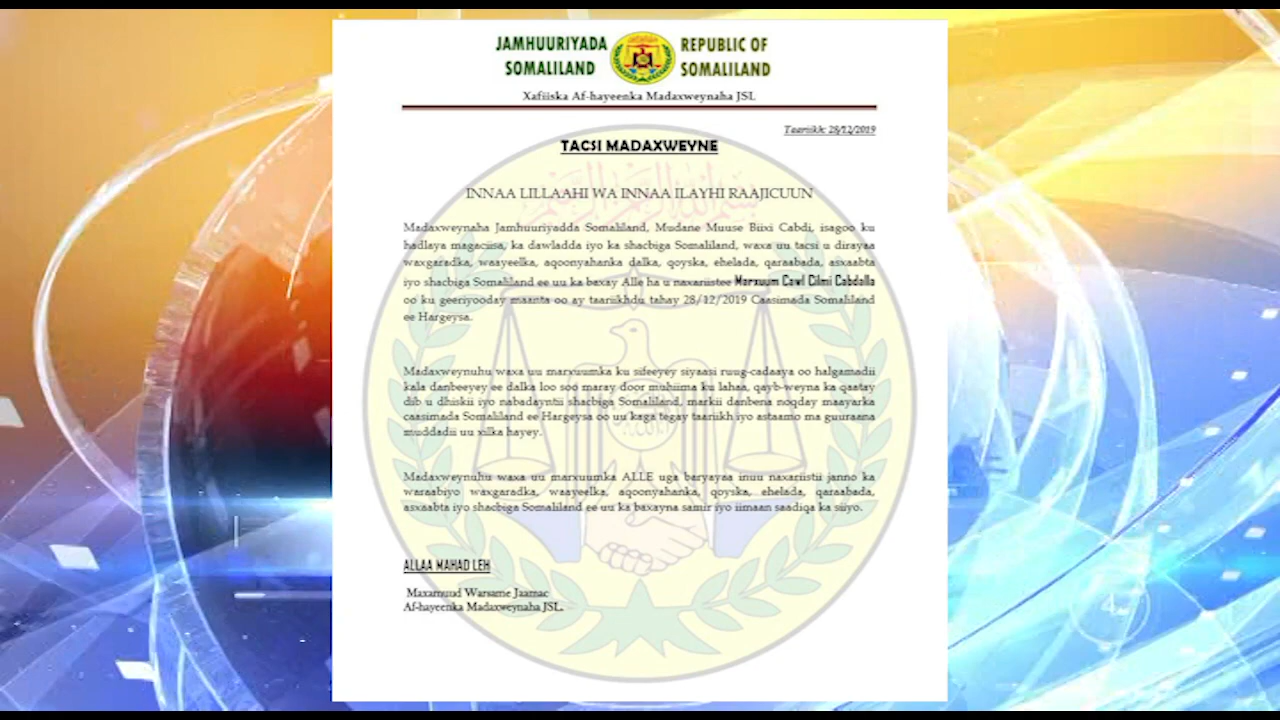 JAMHUURIYADA SOMALILAND
REPUBLIC OF SOMALILAND
Xafiiska Af-hayeenka Madaxweynaha JSL
Taariikh: 28/12/2019
TACSI MADAXWEYNE
INNAA LILLAAHI WA INNAA ILAYHI RAAJICUUN
Madaxweynaha Jamhuuriyadda Somaliland, Mudane Muuse Biixi Cabdi, isagoo ku
hadlaya magaciisa, ka dawladda iyo ka shacbiga Somaliland, waxa uu tacsi u dirayaa
waxgaradka, waayeelka, aqoonyahanka dalka, qoyska, ehelada, qaraabada, asxaabta
iyo shacbiga Somaliland ee uu ka baxay Alle ha u naxariistee Marxuum Cawl Cilmi Cabdalla
oo ku geeriyooday maanta oo ay taariikhdu tahay 28/12/2019 Caasimada Somaliland
ee Hargeysa.
Madaxweynuhu waxa uu marxuumka ku sifeeyey siyaasi ruug-cadaaya oo halgamadii
kala danbeeyey ee dalka loo soo maray door muhiima ku lahaa, qayb-weyna ka qaatay
dib u dhiskii iyo nabadayntii shacbiga Somaliland, markii danbena noqday maayarka
caasimada Somaliland ee Hargeysa oo uu kaga tegay taariikh iyo astaamo ma guuraana
muddadii uu xilka hayey.
Madaxweynuhu waxa uu marxuumka ALLE uga baryayaa inuu naxariistii janno ka
waraabiyo waxgaradka, waayeelka, aqoonyahanka, qoyska, ehelada, qaraabada,
asxaabta iyo shacbiga Somaliland ee uu ka baxayna samir iyo iimaan saadiqa ka siiyo.
ALLAA MAHAD LEH
Maxamuud Warsame Jaamac
Af-hayeenka Madaxweynaha JSL.